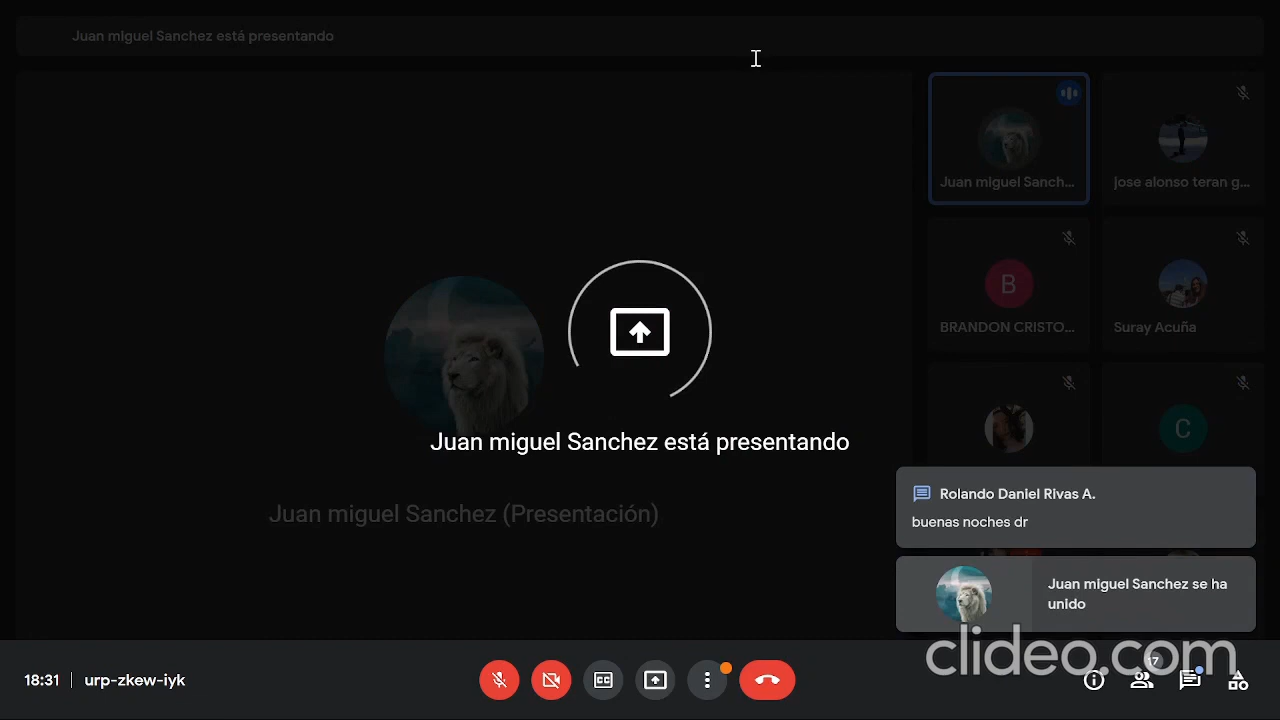 Juan miguel Sanchez está presentando
Juan miguel Sanch...
jose alonso teran g...
B
BRANDON CRISTO...
Suray Acuña
C
Juan miguel Sanchez está presentando
Juan miguel Sanchez (Presentación)
Rolando Daniel Rivas A.
buenas noches dr
Juan miguel Sanchez se ha
unido
clideo.com
18:31
urp-zkew-iyk
CC